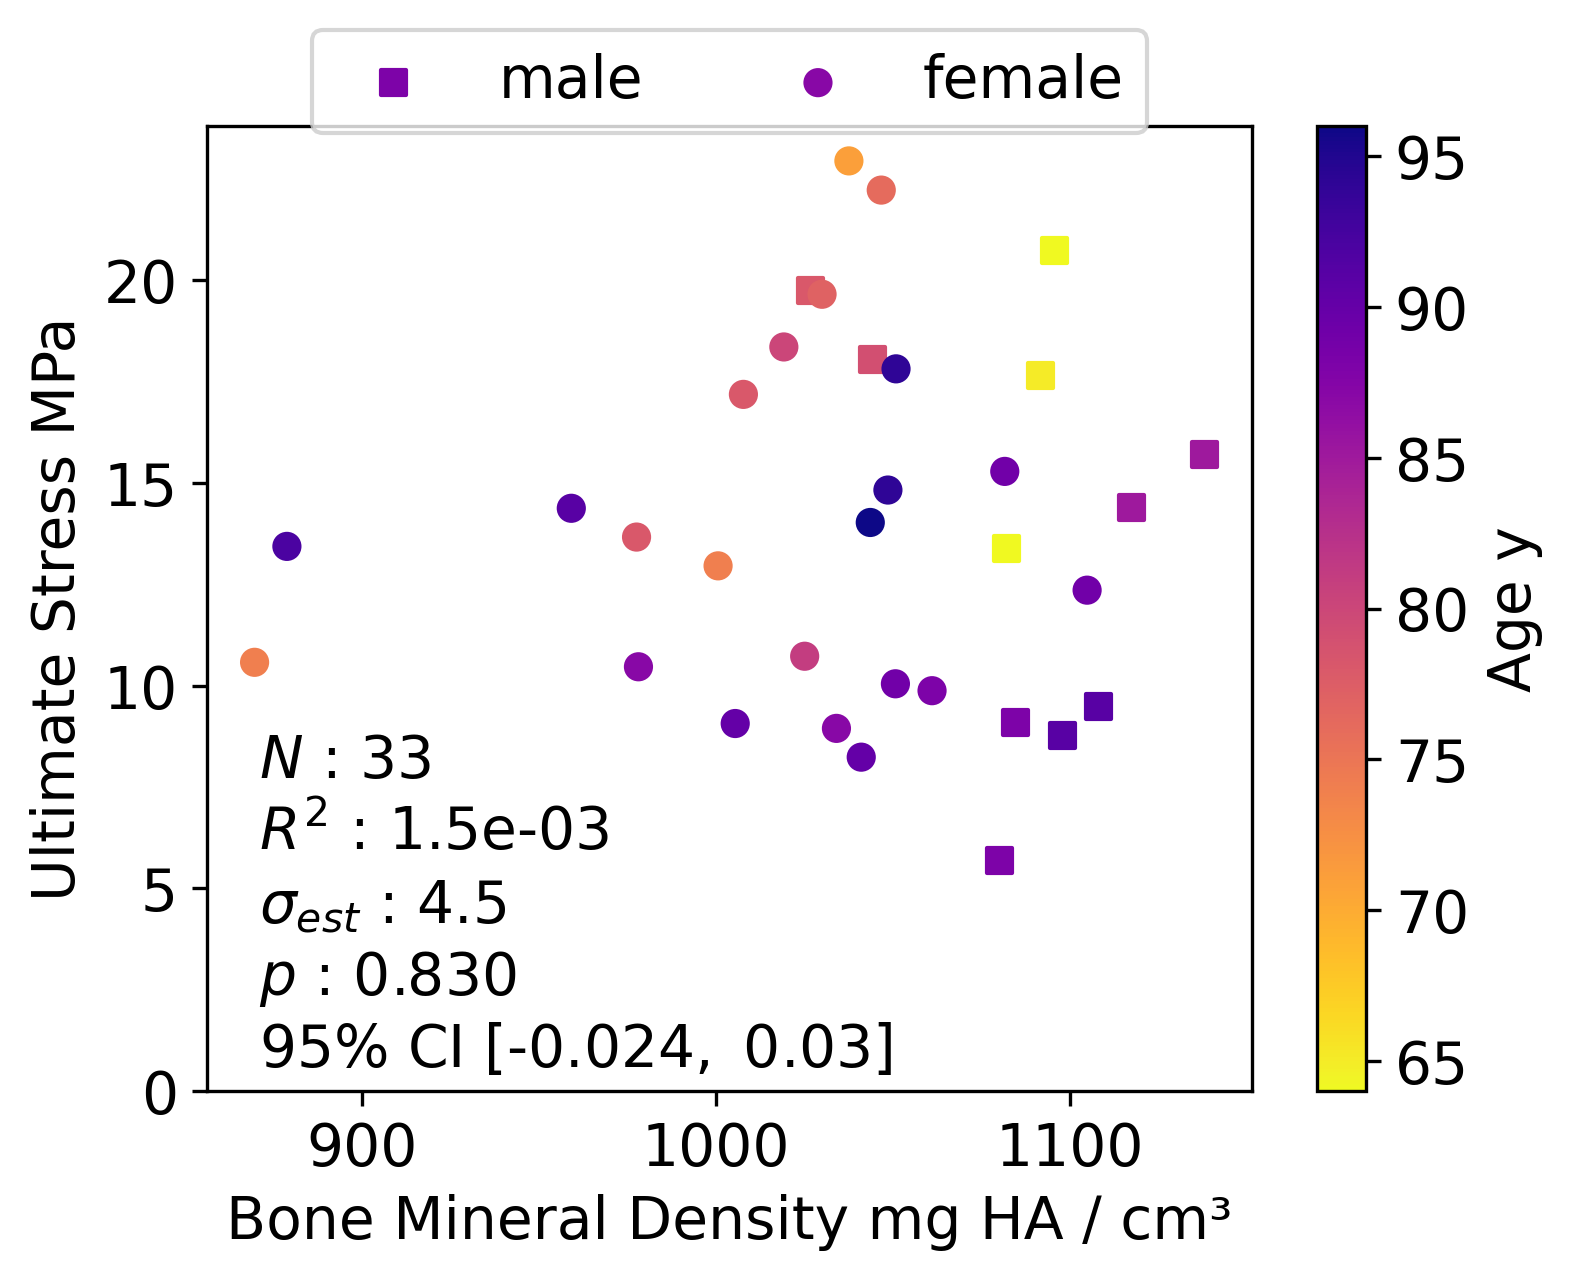 male female
20
15
10
5
0
900 1000 1100
Ultimate Stress MPa
Bone Mineral Density mg HA / cm³
N : 33
R² : 1.5e-03
σest : 4.5
p : 0.830
95% CI [-0.024, 0.03]
95
90
85
80
75
70
65
Age y